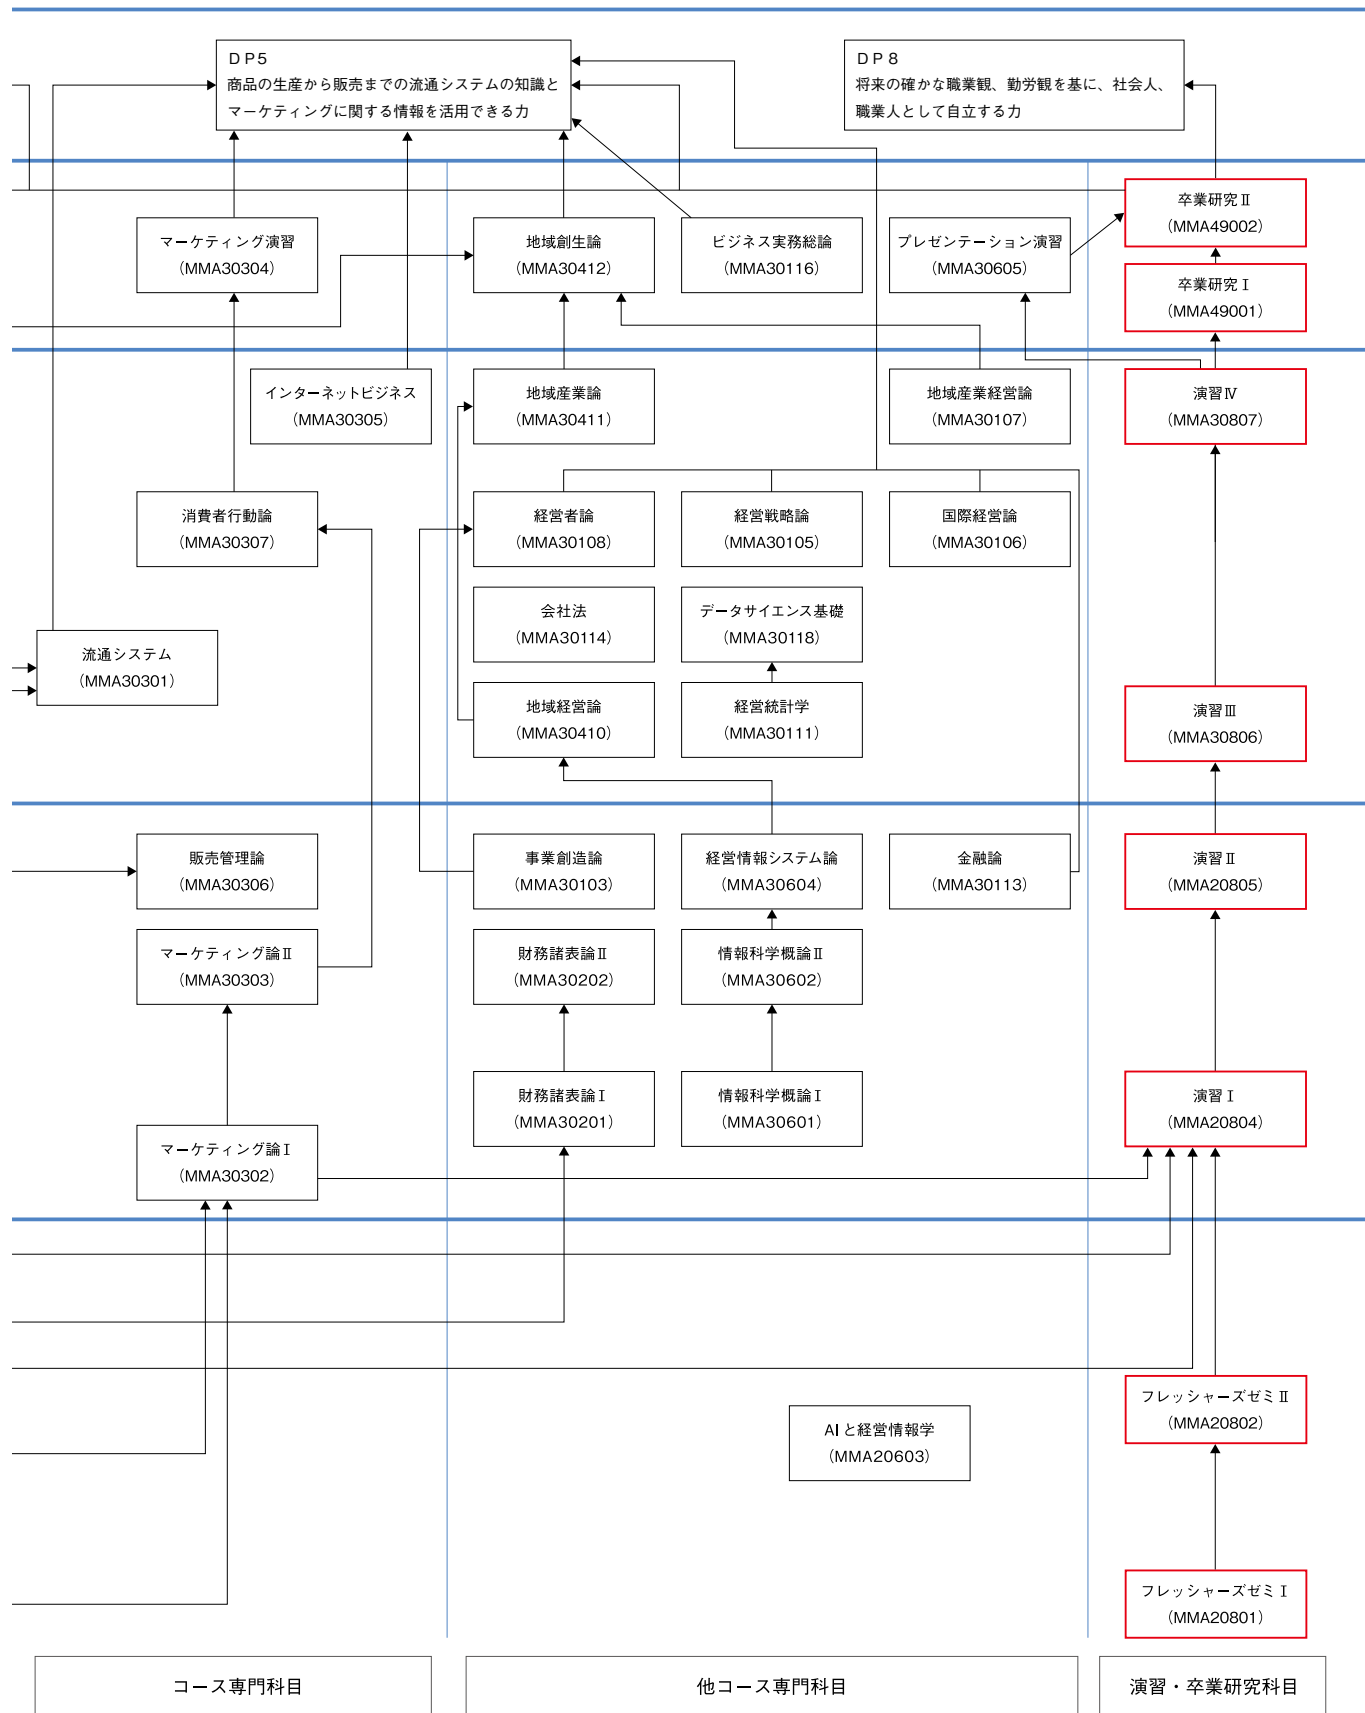 DP5
商品の生産から販売までの流通システムの知識と
マーケティングに関する情報を活用できる力
DP8
将来の確かな職業観、勤労観を基に、社会人、
職業人として自立する力
マーケティング演習
(MMA30304)
地域創生論
(MMA30412)
ビジネス実務総論
(MMA30116)
プレゼンテーション演習
(MMA30605)
卒業研究Ⅱ
(MMA49002)
卒業研究Ⅰ
(MMA49001)
インターネットビジネス
(MMA30305)
地域産業論
(MMA30411)
地域産業経営論
(MMA30107)
演習Ⅳ
(MMA30807)
消費者行動論
(MMA30307)
経営者論
(MMA30108)
経営戦略論
(MMA30105)
国際経営論
(MMA30106)
会社法
(MMA30114)
データサイエンス基礎
(MMA30118)
流通システム
(MMA30301)
地域経営論
(MMA30410)
経営統計学
(MMA30111)
演習Ⅲ
(MMA30806)
販売管理論
(MMA30306)
事業創造論
(MMA30103)
経営情報システム論
(MMA30604)
金融論
(MMA30113)
演習Ⅱ
(MMA20805)
マーケティング論Ⅱ
(MMA30303)
財務諸表論Ⅱ
(MMA30202)
情報科学概論Ⅱ
(MMA30602)
財務諸表論Ⅰ
(MMA30201)
情報科学概論Ⅰ
(MMA30601)
演習Ⅰ
(MMA20804)
マーケティング論Ⅰ
(MMA30302)
フレッシャーズゼミⅡ
(MMA20802)
AIと経営情報学
(MMA20603)
フレッシャーズゼミⅠ
(MMA20801)
コース専門科目
他コース専門科目
演習・卒業研究科目